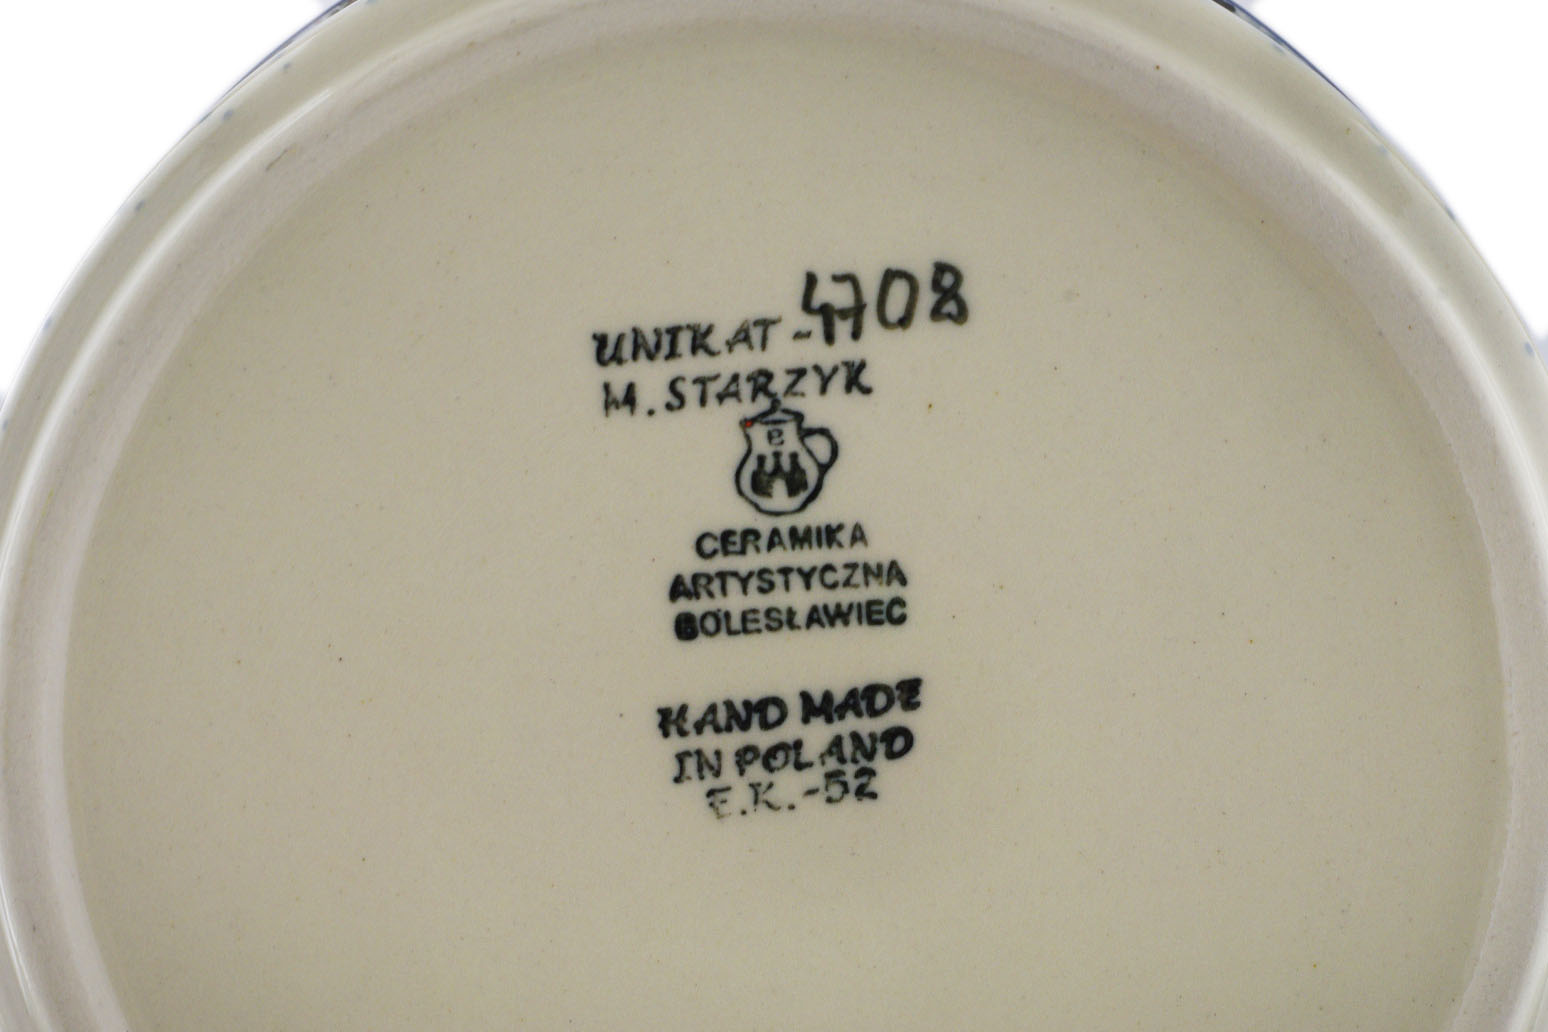 UNIKAT-4708
M. STARZYK
CERAMIKA
ARTYSTYCZNA
BOLESŁAWIEC
HAND MADE
IN POLAND
E.K.-52